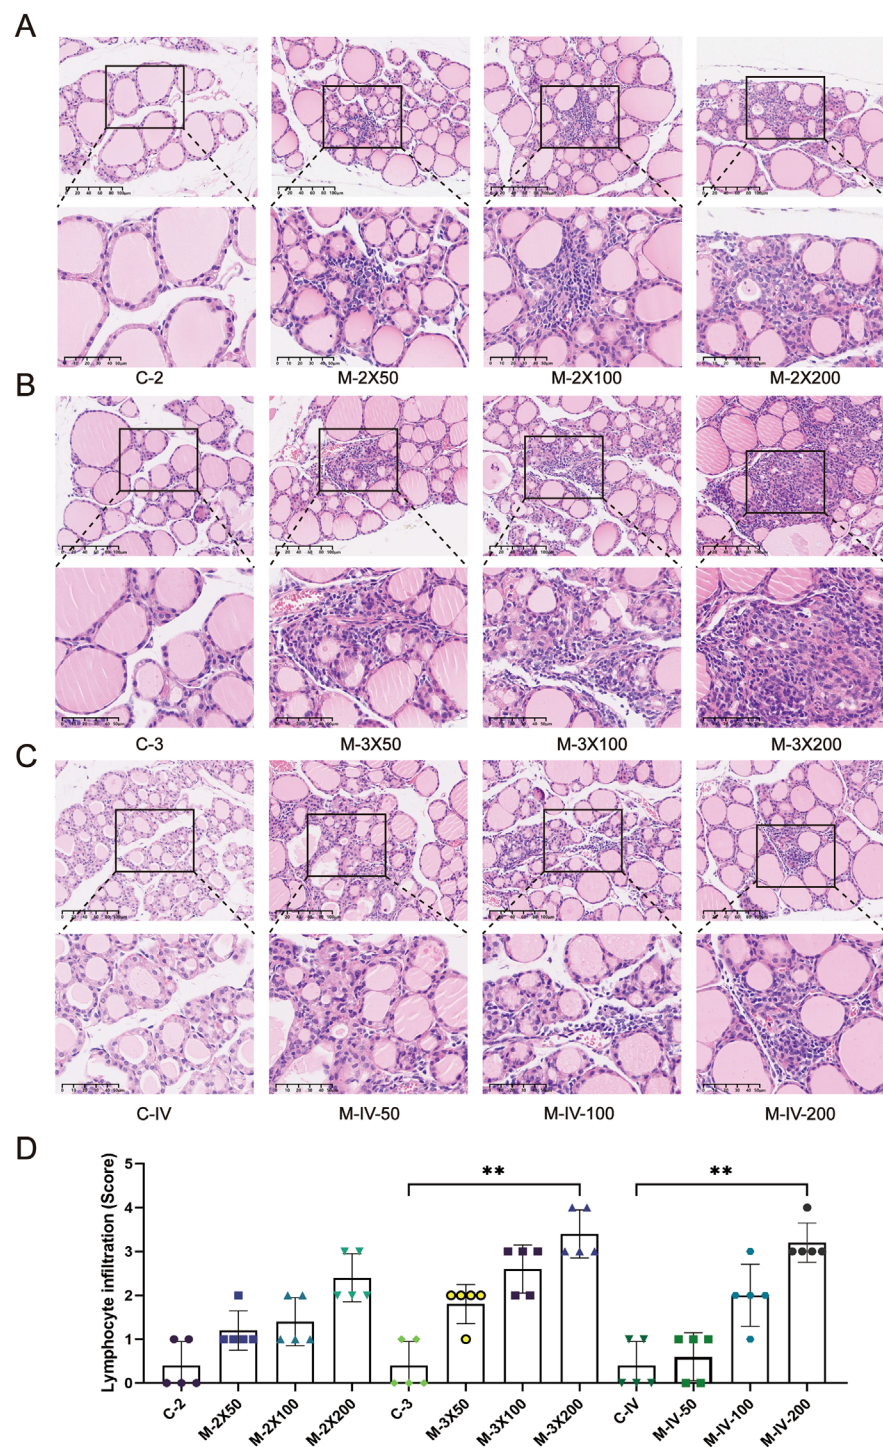 A
C-2
M-2X50
M-2X100
M-2X200
B
C-3
M-3X50
M-3X100
M-3X200
C
C-IV
M-IV-50
M-IV-100
M-IV-200
D
Lymphocyte infiltration (Score)
5
4
3
2
1
0
**
**
C-2
M-2X50
M-2X100
M-2X200
C-3
M-3X50
M-3X100
M-3X200
C-IV
M-IV-50
M-IV-100
M-IV-200